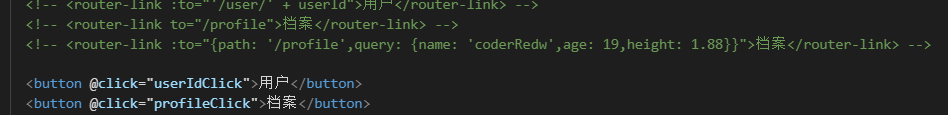 <!-- <router-link :to="'/user/' + userId">用户</router-link> -->
<!-- <router-link to="/profile">档案</router-link> -->
<!-- <router-link :to="{path: '/profile',query: {name: 'coderRedw',age: 19,height: 1.88}}">档案</router-link> -->
<button @click="userIdClick">用户</button>
<button @click="profileClick">档案</button>